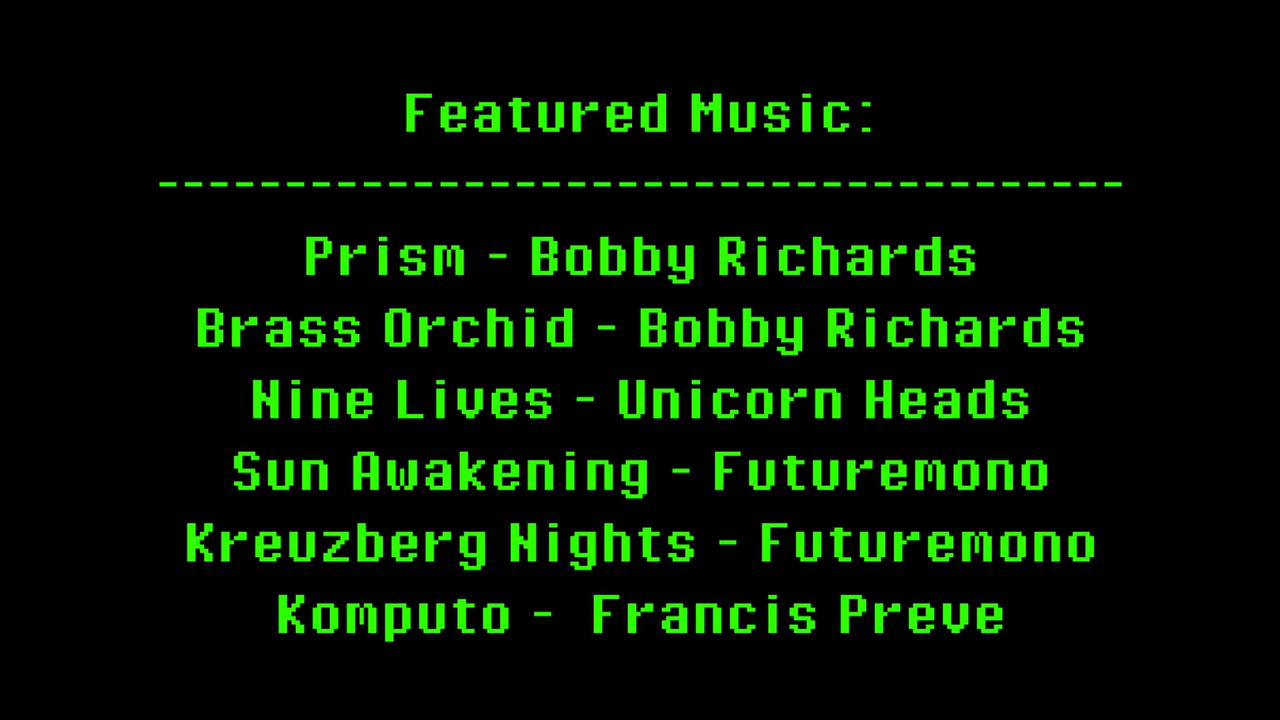 Featured Music:
--------------------------------------
Prism - Bobby Richards
Brass Orchid - Bobby Richards
Nine Lives - Unicorn Heads
Sun Awakening - Futuremono
Kreuzberg Nights - Futuremono
Komputo -  Francis Preve